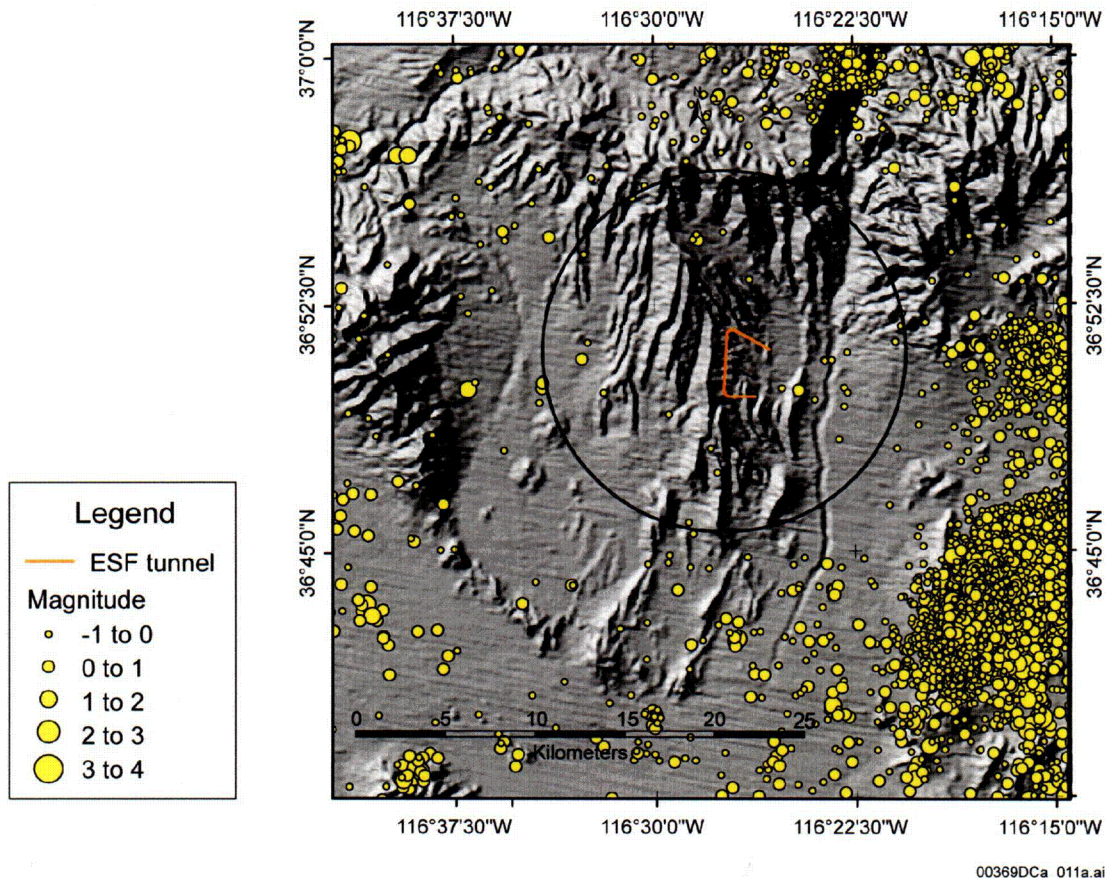 116°37'30"W 116°30'0"W 116°22'30"W 116°15'0"W
37°0'0"N
36°52'30"N
36°45'0"N
N
36°52'30"N
36°45'0"N
Legend
ESF tunnel
Magnitude
-1 to 0
0 to 1
1 to 2
2 to 3
3 to 4
0 5 10 15 20 25
Kilometers
116°37'30"W 116°30'0"W 116°22'30"W 116°15'0"W
00369DCa_011a.ai